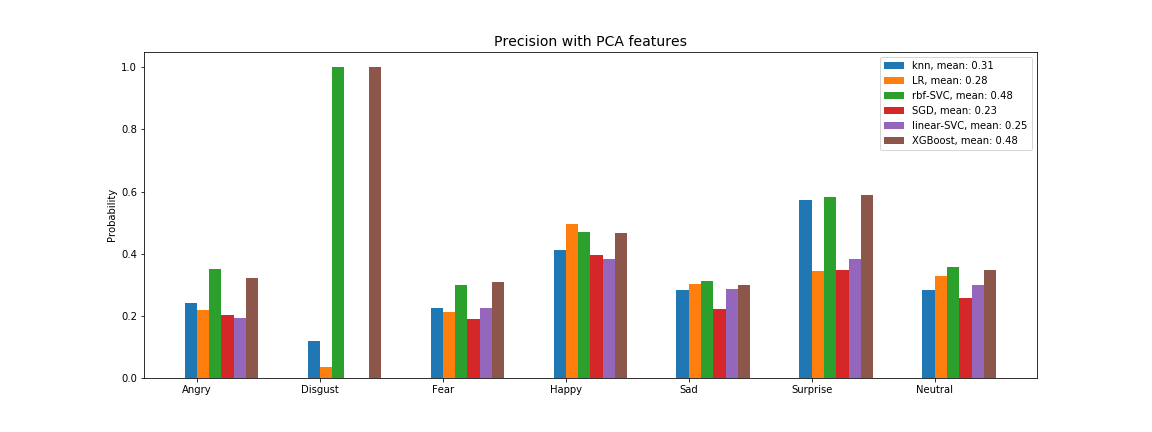 Precision with PCA features
1.0
0.8
0.6
0.4
0.2
0.0
Probability
knn, mean: 0.31
LR, mean: 0.28
rbf-SVC, mean: 0.48
SGD, mean: 0.23
linear-SVC, mean: 0.25
XGBoost, mean: 0.48
Angry Disgust Fear Happy Sad Surprise Neutral